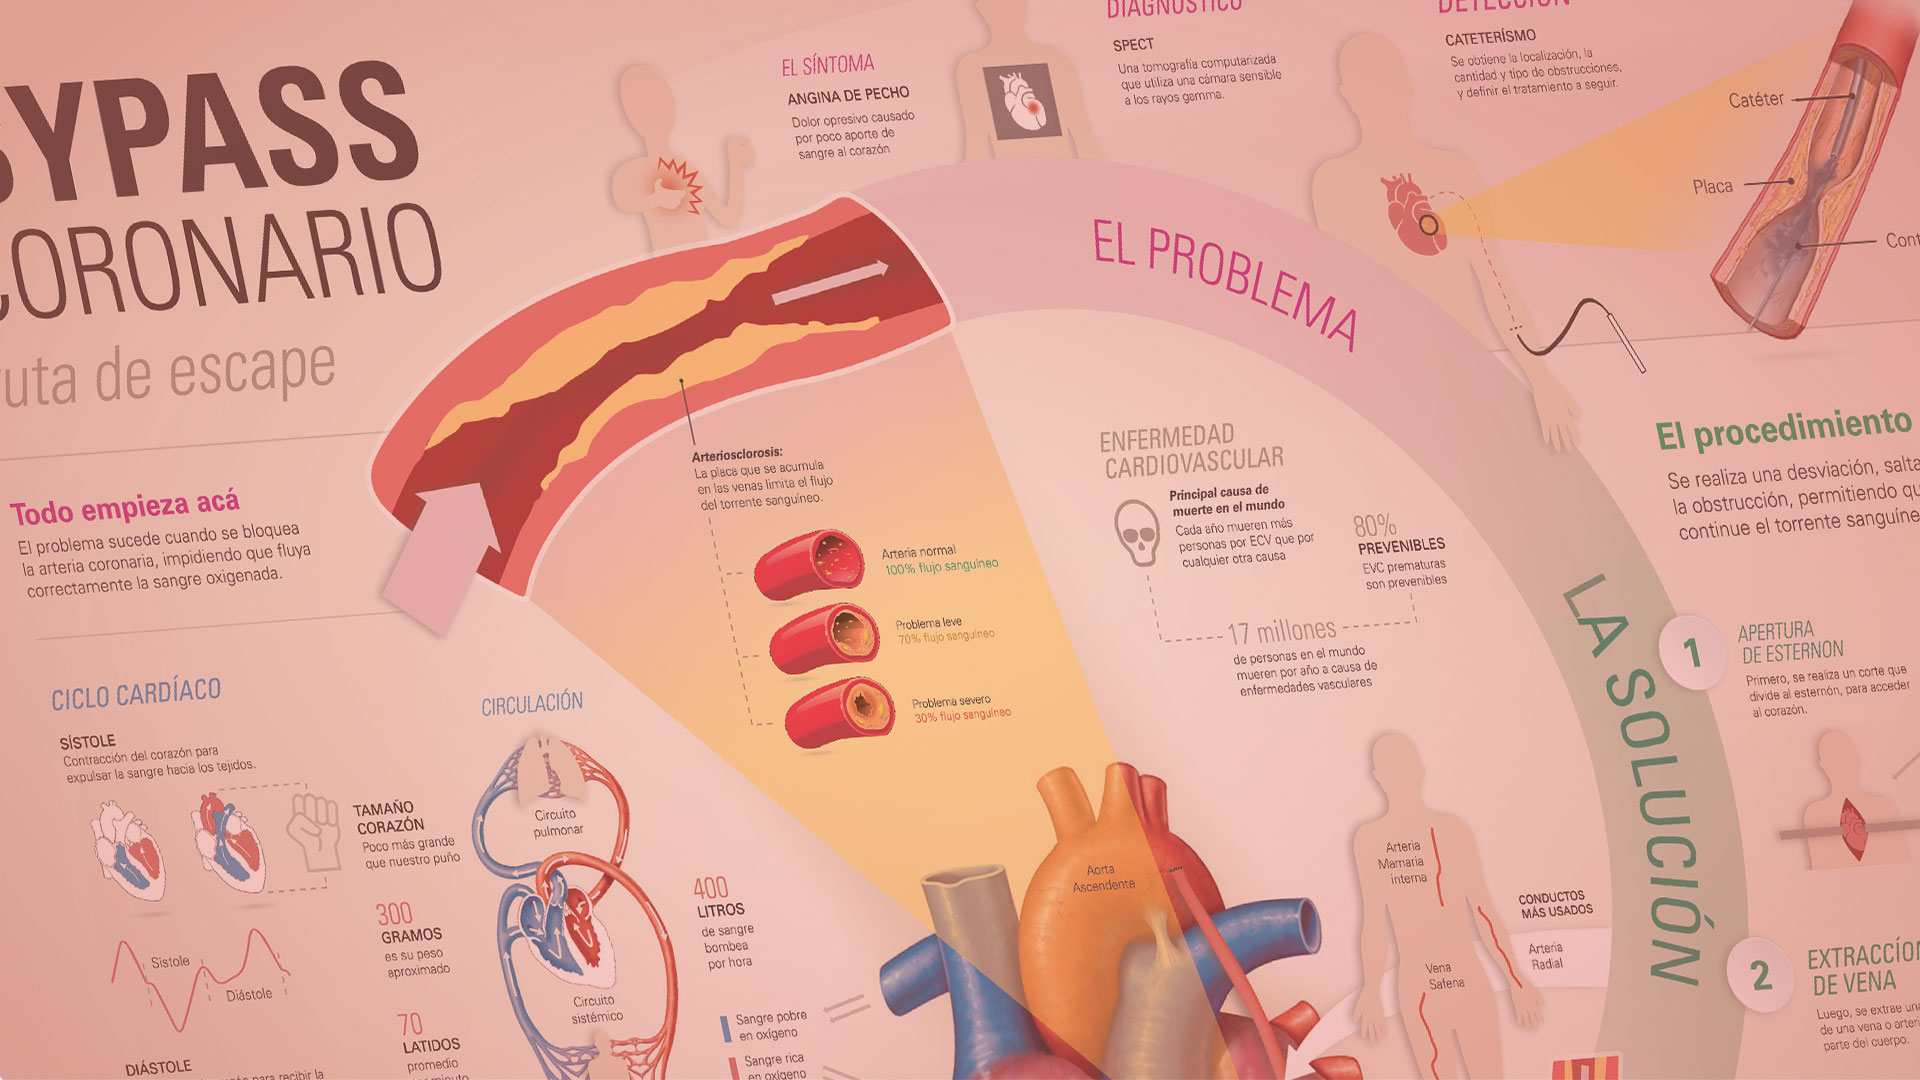 BYPASS
CORONARIO
ruta de escape
Todo empieza acá
El problema sucede cuando se bloquea
la arteria coronaria, impidiendo que fluya
correctamente la sangre oxigenada.
CICLO CARDÍACO
SÍSTOLE
Contracción del corazón para
expulsar la sangre hacia los tejidos.
TAMAÑO
CORAZÓN
Poco más grande
que nuestro puño
300
GRAMOS
es su peso
aproximado
Sístole
Diástole
70
LATIDOS
promedio
DIÁSTOLE
para recibir la
CIRCULACIÓN
Circuito
pulmonar
Circuito
sistémico
400
LITROS
de sangre
bombea
por hora
Sangre pobre
en oxígeno
Sangre rica
en oxígeno
EL SÍNTOMA
ANGINA DE PECHO
Dolor opresivo causado
por poco aporte de
sangre al corazón
DIAGNÓSTICO
SPECT
Una tomografía computarizada
que utiliza una cámara sensible
a los rayos gamma.
DETECCIÓN
CATETERÍSMO
Se obtiene la localización, la
cantidad y tipo de obstrucciones,
y definir el tratamiento a seguir.
Catéter
Placa
Cont
EL PROBLEMA
Arteriosclorosis:
La placa que se acumula
en las venas limita el flujo
del torrente sanguíneo.
Arteria normal
100% flujo sanguíneo
Problema leve
70% flujo sanguíneo
Problema severo
30% flujo sanguíneo
ENFERMEDAD
CARDIOVASCULAR
Principal causa de
muerte en el mundo
Cada año mueren más
personas por ECV que por
cualquier otra causa
80%
PREVENIBLES
EVC prematuras
son prevenibles
17 millones
de personas en el mundo
mueren por año a causa de
enfermedades vasculares
Aorta
Ascendente
El procedimiento
Se realiza una desviación, salta
la obstrucción, permitiendo qu
continue el torrente sanguíne
LA SOLUCIÓN
1
APERTURA
DE ESTERNON
Primero, se realiza un corte que
divide al esternón, para acceder
al corazón.
Arteria
Mamaria
interna
CONDUCTOS
MÁS USADOS
Arteria
Radial
Vena
Safena
2
EXTRACCIÓN
DE VENA
Luego, se extrae un
de una vena o arteri
parte del cuerpo.